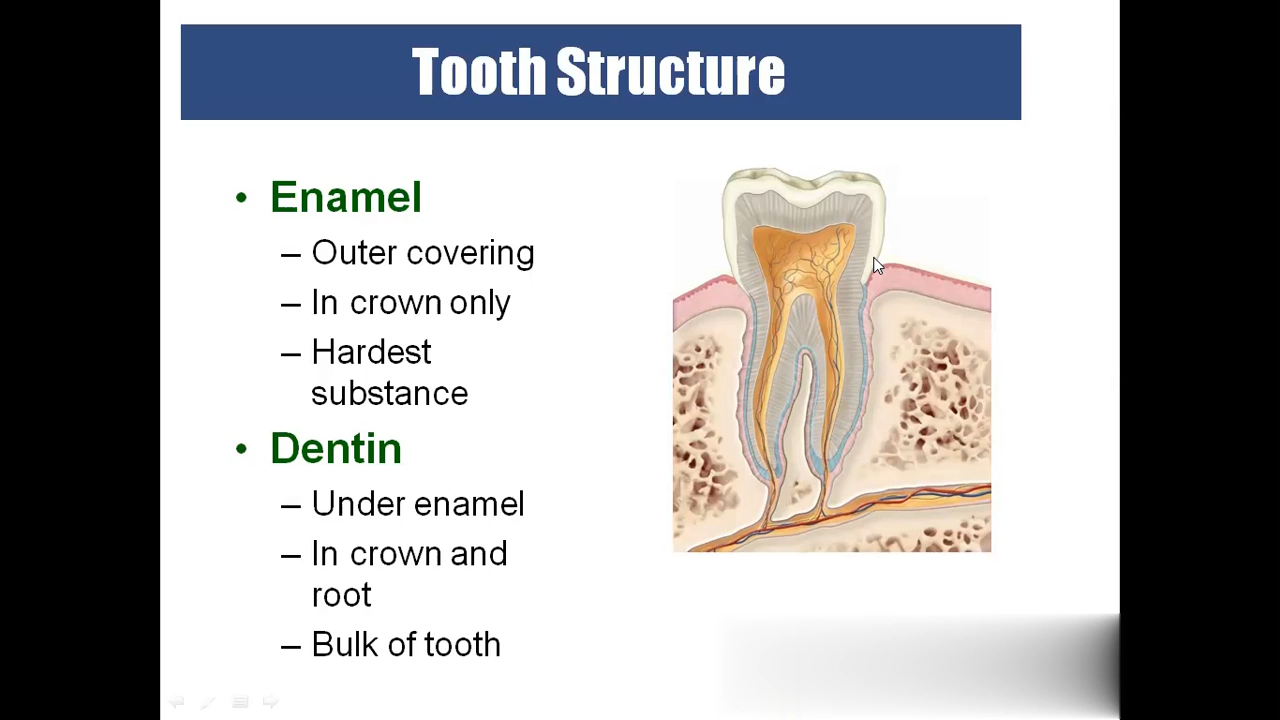 Tooth Structure
• Enamel
– Outer covering
– In crown only
– Hardest
substance
• Dentin
– Under enamel
– In crown and
root
– Bulk of tooth